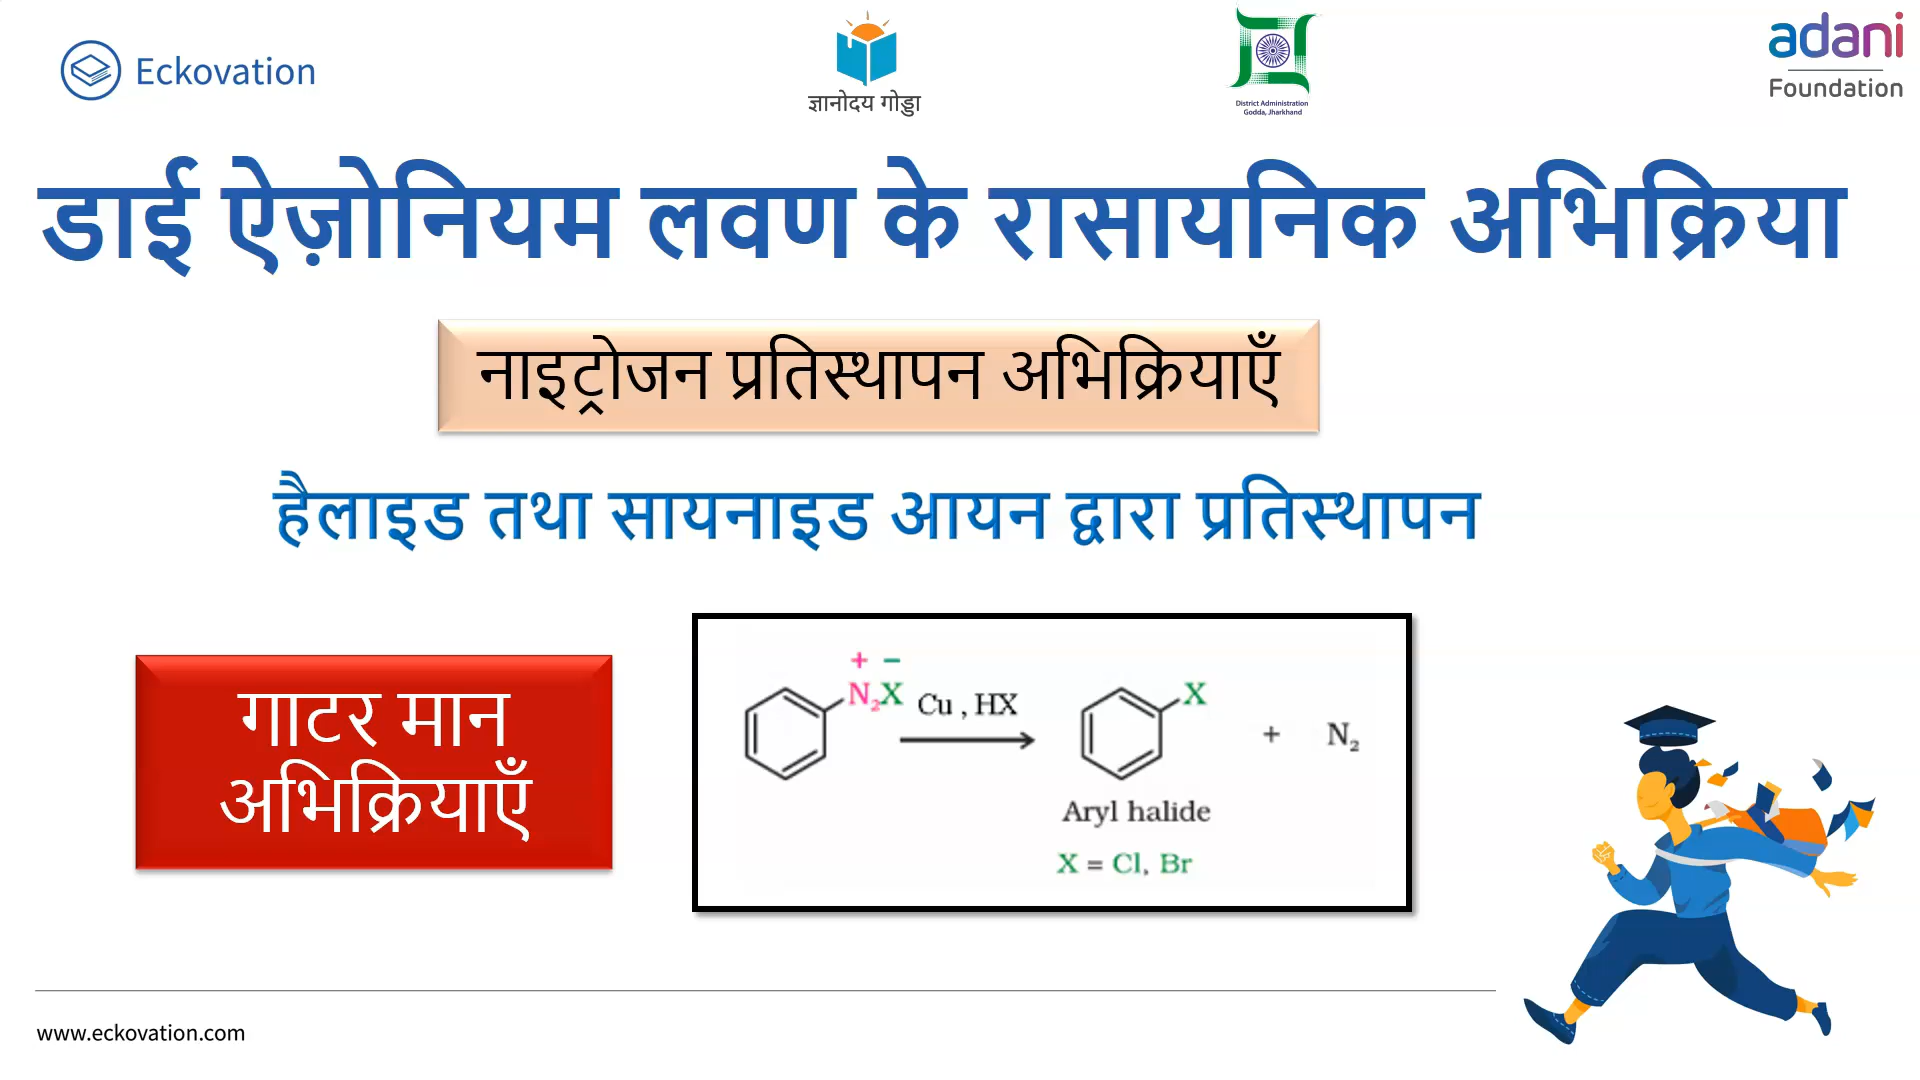 Eckovation
ज्ञानोदय गोड्डा
District Administration
Godda, Jharkhand
adani
Foundation
डाई ऐज़ोनियम लवण के रासायनिक अभिक्रिया
नाइट्रोजन प्रतिस्थापन अभिक्रियाएँ
हैलाइड तथा सायनाइड आयन द्वारा प्रतिस्थापन
गाटर मान
अभिक्रियाएँ
+ −
N₂X Cu , HX X + N₂
Aryl halide
X = Cl, Br
www.eckovation.com